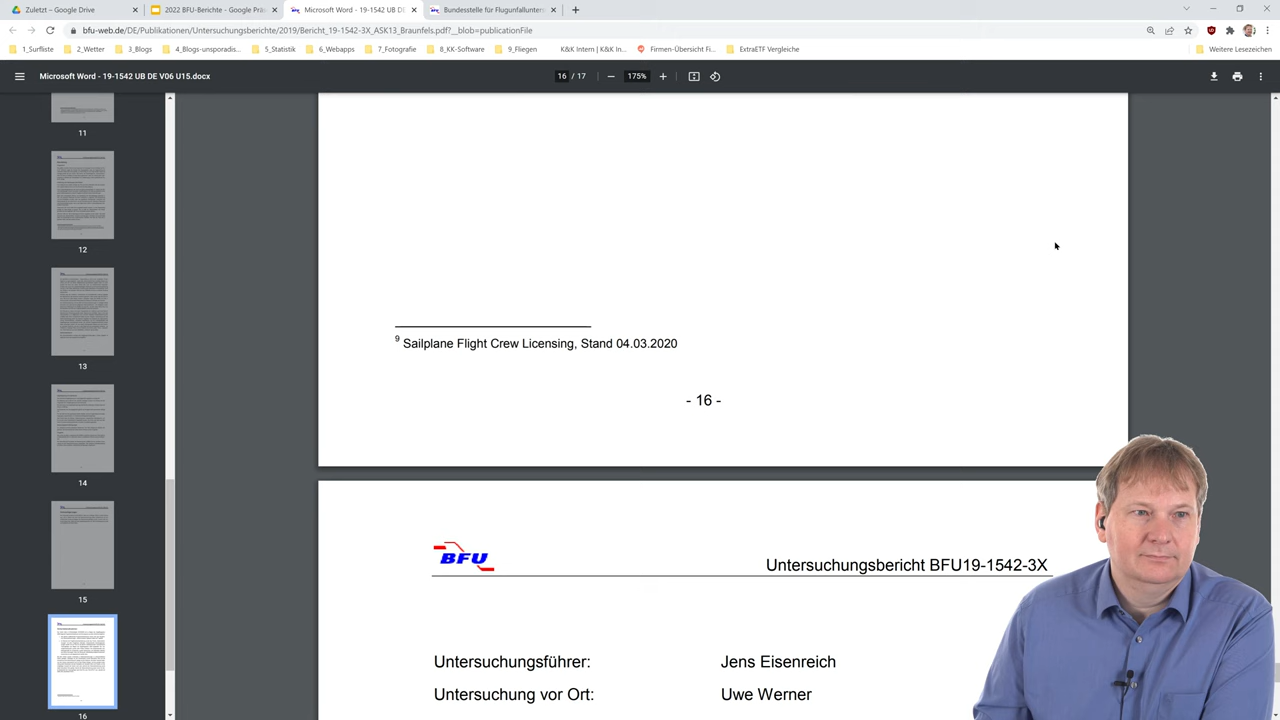 Zuletzt – Google Drive
2022 BFU-Berichte - Google Präs
Microsoft Word - 19-1542 UB DE
Bundesstelle für Flugunfallunters
bfu-web.de/DE/Publikationen/Untersuchungsberichte/2019/Bericht_19-1542-3X_ASK13_Braunfels.pdf?__blob=publicationFile
1_Surfliste
2_Wetter
3_Blogs
4_Blogs-unsporadis...
5_Statistik
6_Webapps
7_Fotografie
8_KK-Software
9_Fliegen
K&K Intern | K&K In...
Firmen-Übersicht Fi...
ExtraETF Vergleiche
Weitere Lesezeichen
Microsoft Word - 19-1542 UB DE V06 U15.docx
16 / 17
175%
11
12
13
14
15
16
9 Sailplane Flight Crew Licensing, Stand 04.03.2020
- 16 -
BFU
Untersuchungsbericht BFU19-1542-3X
Untersuchungsführer: Jens Eisenreich
Untersuchung vor Ort: Uwe Werner